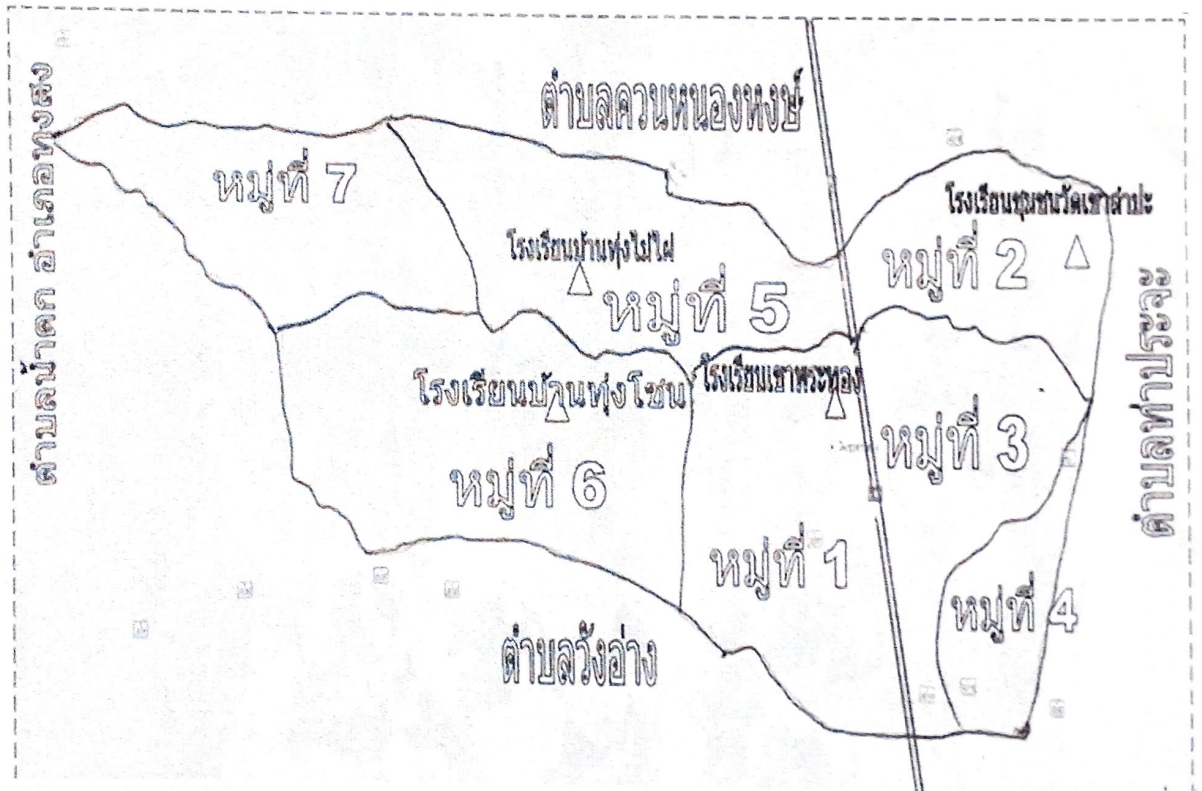 ตำบลควนหนองหงษ์
ตำบลน้ำตก อำเภอทุ่งสง
หมู่ที่ 7
โรงเรียนชุมชนวัดเขาลำปะ
โรงเรียนบ้านทุ่งไม้ไผ่
หมู่ที่ 2
หมู่ที่ 5
ตำบลท่าประจะ
โรงเรียนบ้านทุ่งโชน
โรงเรียนเขาพระทอง
หมู่ที่ 3
หมู่ที่ 6
หมู่ที่ 1
หมู่ที่ 4
ตำบลวังอ่าง